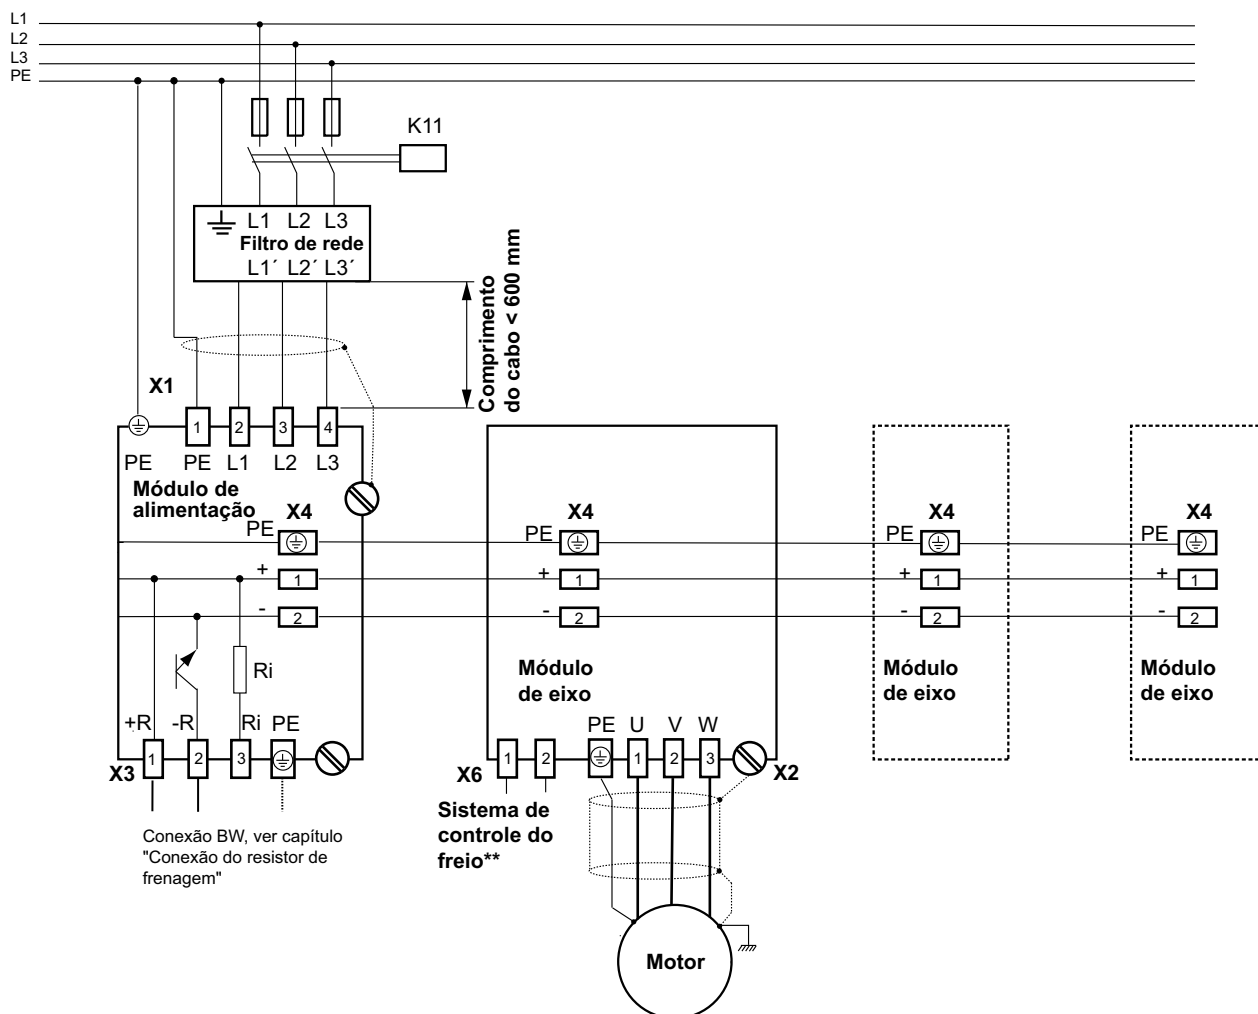 L1
L2
L3
PE
K11
L1 L2 L3
Filtro de rede
L1´ L2´ L3´
Comprimento
do cabo < 600 mm
X1
1 2 3 4
PE PE L1 L2 L3
Módulo de
alimentação
X4
PE
+ 1
- 2
Ri
+R -R Ri PE
X3 1 2 3
Conexão BW, ver capítulo
"Conexão do resistor de
frenagem"
X4
PE
+ 1
- 2
Módulo
de eixo
PE U V W
X6 1 2 1 2 3 X2
Sistema de
controle do
freio**
Motor
X4
PE
+ 1
- 2
Módulo
de eixo
X4
PE
+ 1
- 2
Módulo
de eixo